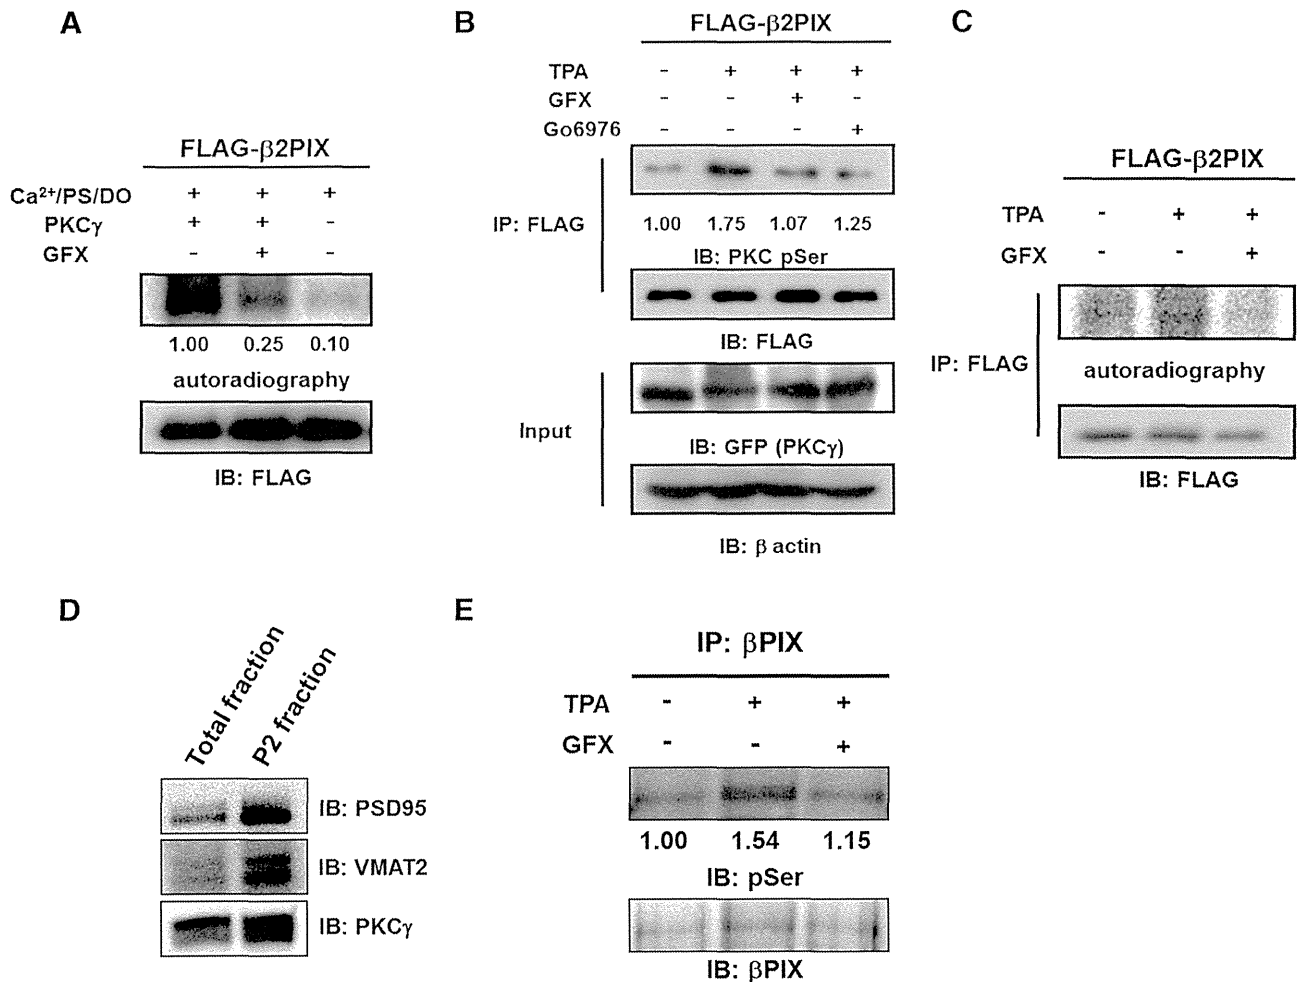 A
FLAG-β2PIX
Ca²⁺/PS/DO + + +
PKCγ + + -
GFX - + -
1.00 0.25 0.10
autoradiography
IB: FLAG
B
FLAG-β2PIX
TPA - + + +
GFX - - + -
Go6976 - - - +
IP: FLAG
1.00 1.75 1.07 1.25
IB: PKC pSer
IB: FLAG
Input
IB: GFP (PKCγ)
IB: β actin
C
FLAG-β2PIX
TPA - + +
GFX - - +
IP: FLAG
autoradiography
IB: FLAG
D
Total fraction
P2 fraction
IB: PSD95
IB: VMAT2
IB: PKCγ
E
IP: βPIX
TPA - + +
GFX - - +
1.00 1.54 1.15
IB: pSer
IB: βPIX